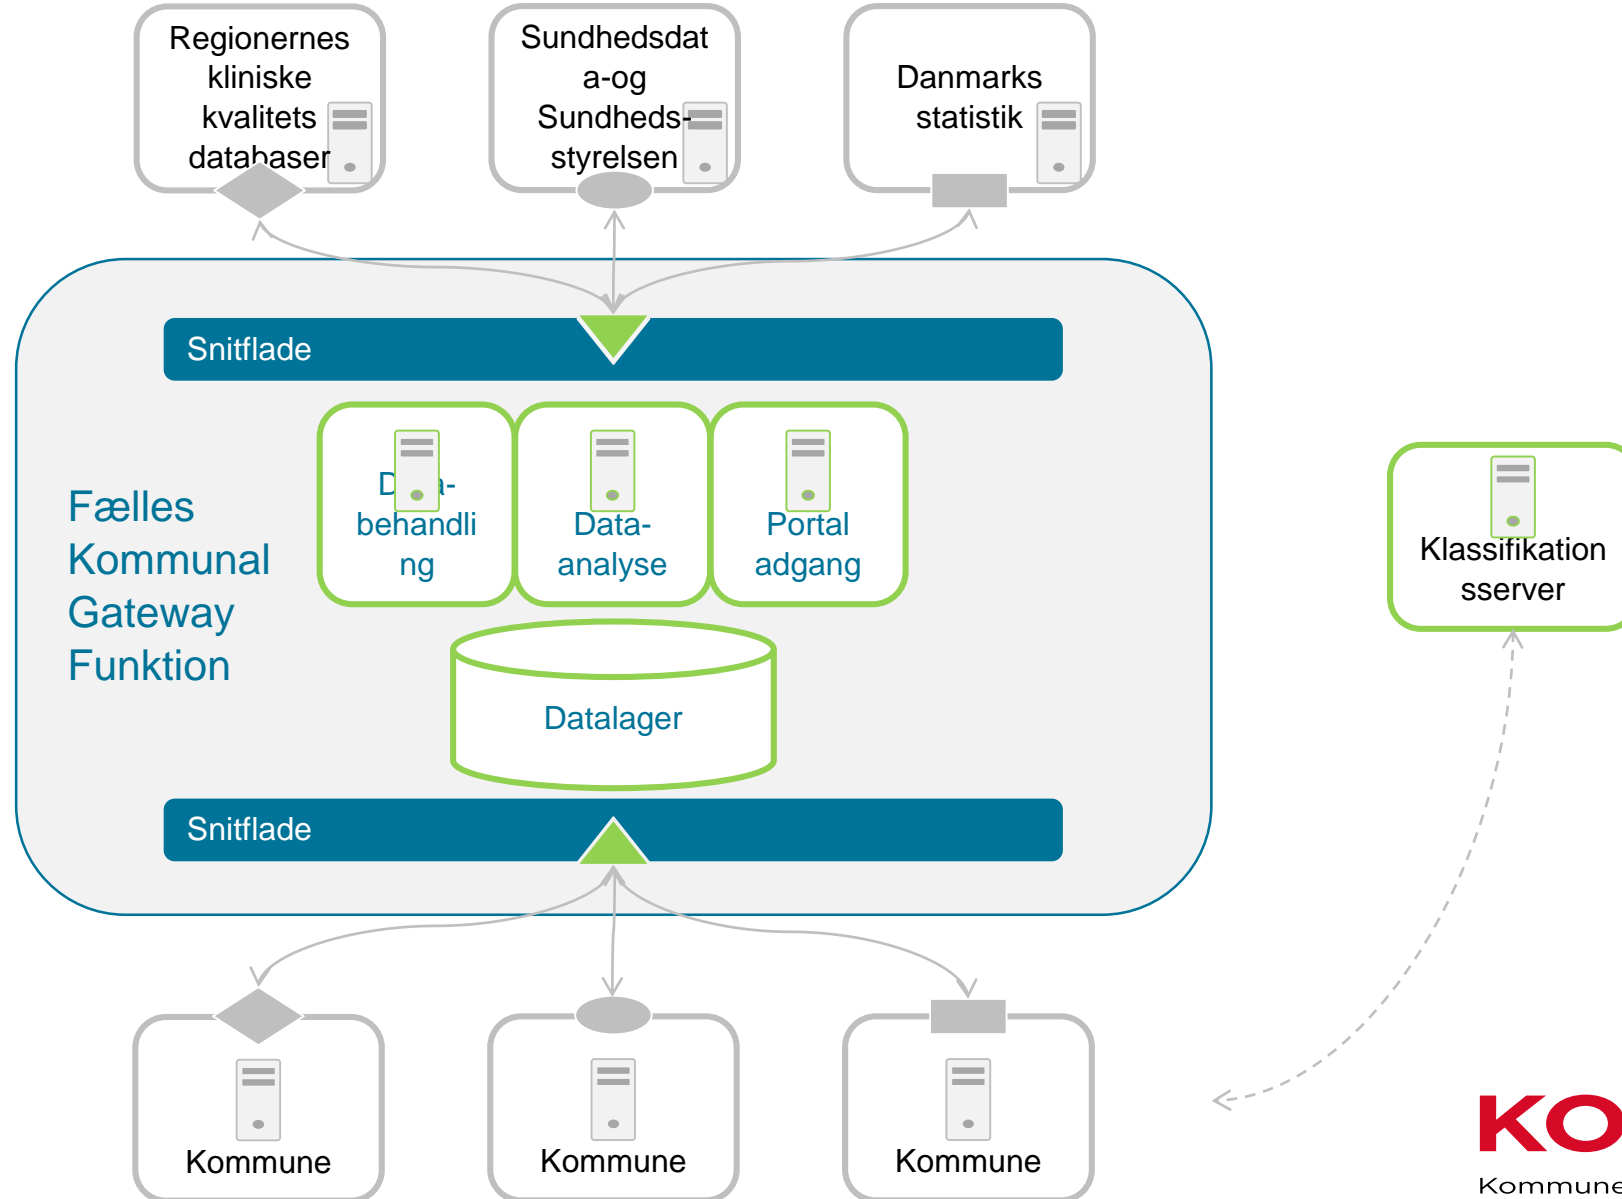 Regionernes
kliniske
kvalitets
databaser
Sundhedsdat
a-og
Sundheds-
styrelsen
Danmarks
statistik
Snitflade
Fælles
Kommunal
Gateway
Funktion
behandli
ng
Data-
analyse
Portal
adgang
Datalager
Snitflade
Klassifikation
sserver
Kommune
Kommune
Kommune
KO
Kommune